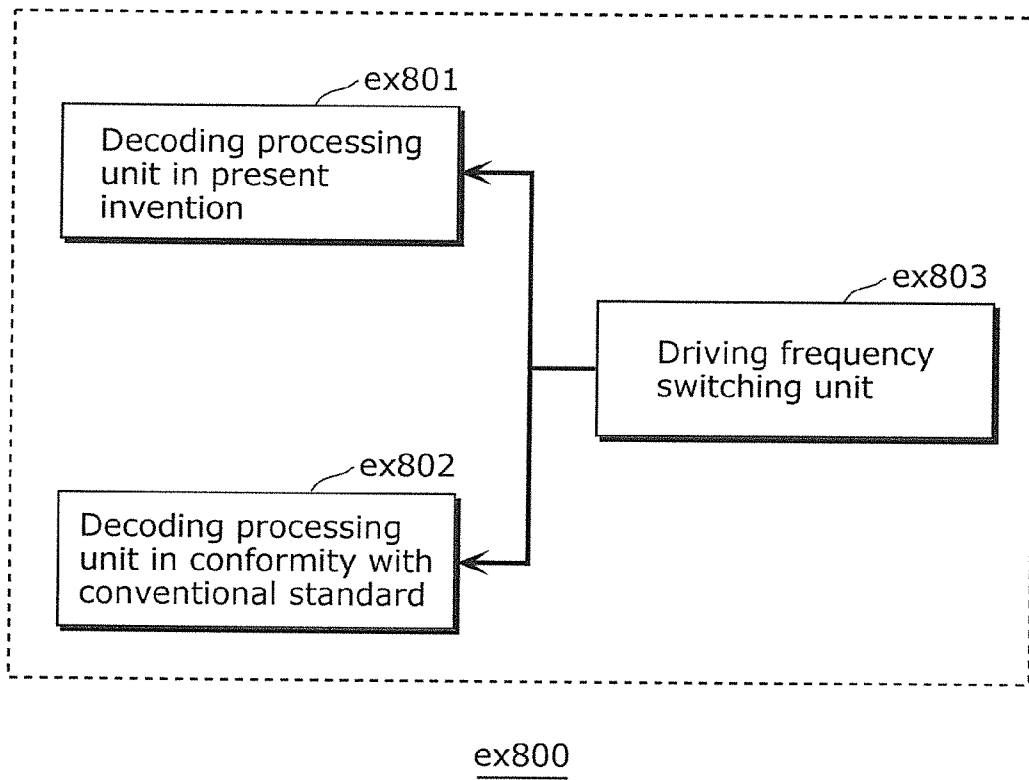 ex801
Decoding processing
unit in present
invention
ex803
Driving frequency
switching unit
ex802
Decoding processing
unit in conformity with
conventional standard
ex800